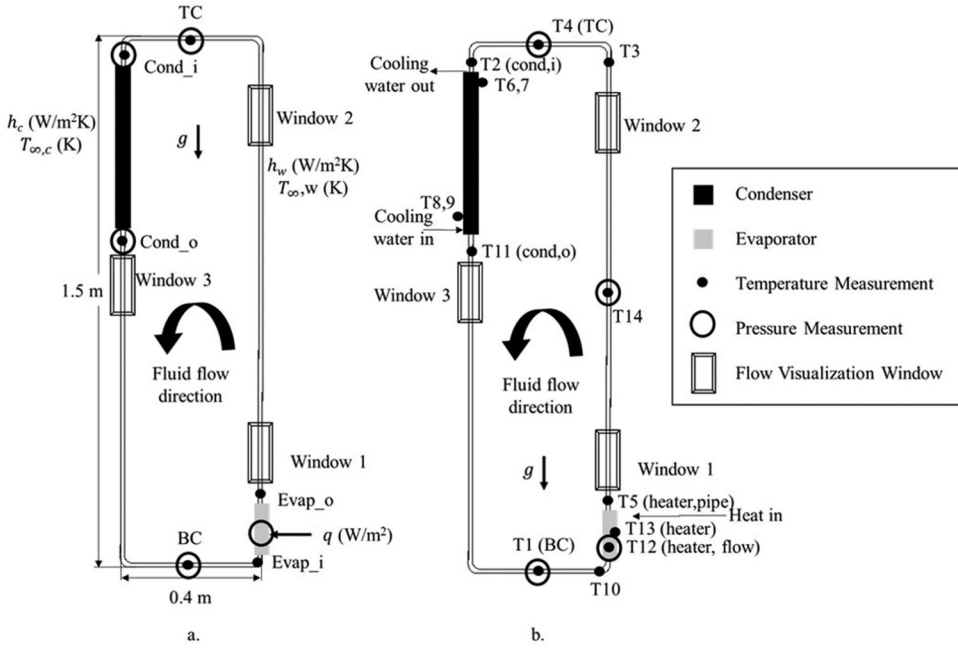 TC
Cond_i
h_c (W/m²K)
T_∞,c (K)
g
Window 2
h_w (W/m²K)
T_∞,w (K)
Cond_o
Window 3
1.5 m
Fluid flow
direction
Window 1
Evap_o
q (W/m²)
BC
Evap_i
0.4 m
a.
T4 (TC)
T3
Cooling
water out
T2 (cond,i)
T6,7
Window 2
T8,9
Cooling
water in
T11 (cond,o)
Window 3
T14
Fluid flow
direction
g
Window 1
T5 (heater,pipe)
Heat in
T13 (heater)
T12 (heater, flow)
T1 (BC)
T10
b.
Condenser
Evaporator
Temperature Measurement
Pressure Measurement
Flow Visualization Window